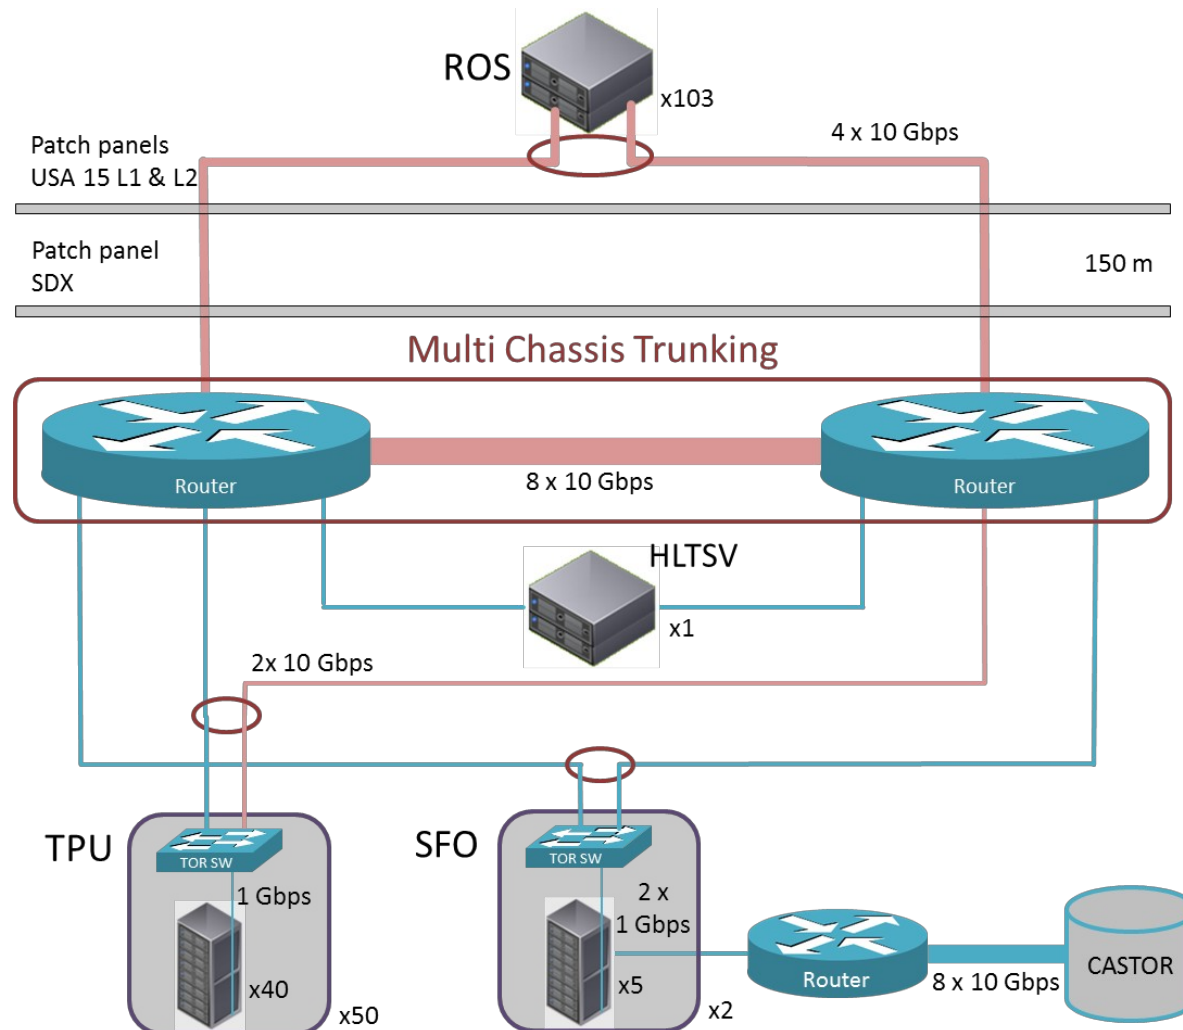 ROS
x103
4 x 10 Gbps
Patch panels
USA 15 L1 & L2
Patch panel
SDX
150 m
Multi Chassis Trunking
Router
8 x 10 Gbps
Router
HLTSV
x1
2x 10 Gbps
TPU
TOR SW
1 Gbps
x40
x50
SFO
TOR SW
2 x
1 Gbps
x5
x2
Router
8 x 10 Gbps
CASTOR